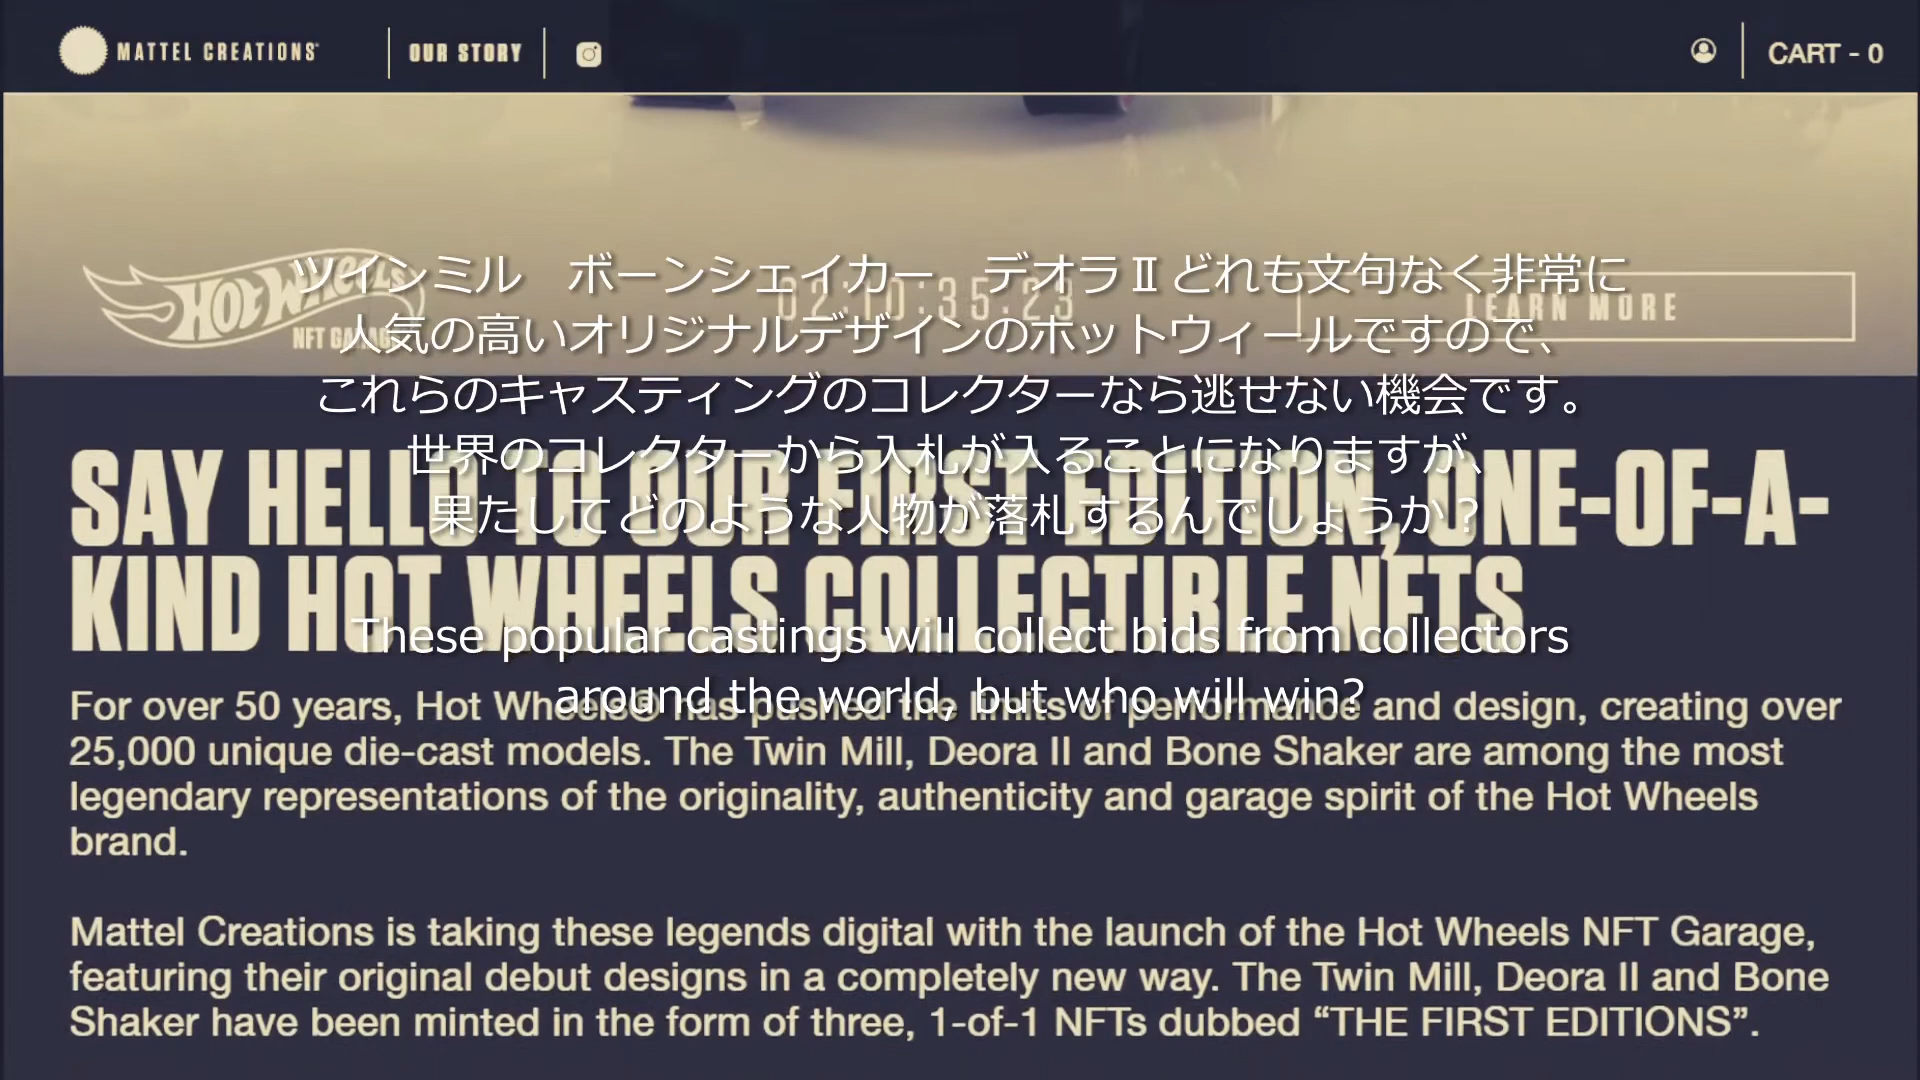 MATTEL CREATIONS
OUR STORY
CART - 0
HOT WHEELS
NFT GARAGE
02:10:35:23
LEARN MORE
ツインミル　ボーンシェイカー　デオラⅡどれも文句なく非常に
人気の高いオリジナルデザインのホットウィールですので、
これらのキャスティングのコレクターなら逃せない機会です。
世界のコレクターから入札が入ることになりますが、
果たしてどのような人物が落札するんでしょうか？
SAY HELLO TO OUR FIRST EDITION, ONE-OF-A-
KIND HOT WHEELS COLLECTIBLE NFTS
These popular castings will collect bids from collectors
around the world, but who will win?
For over 50 years, Hot Wheels® has pushed the limits of performance and design, creating over
25,000 unique die-cast models. The Twin Mill, Deora II and Bone Shaker are among the most
legendary representations of the originality, authenticity and garage spirit of the Hot Wheels
brand.
Mattel Creations is taking these legends digital with the launch of the Hot Wheels NFT Garage,
featuring their original debut designs in a completely new way. The Twin Mill, Deora II and Bone
Shaker have been minted in the form of three, 1-of-1 NFTs dubbed “THE FIRST EDITIONS”.